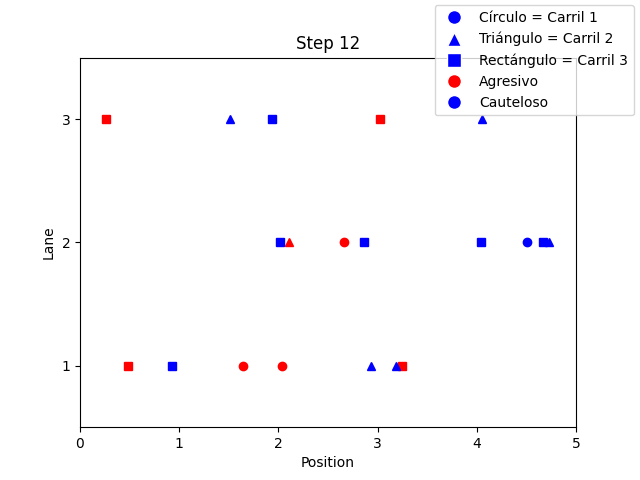 Step 12
Círculo = Carril 1
Triángulo = Carril 2
Rectángulo = Carril 3
Agresivo
Cauteloso
3
2
1
Lane
0 1 2 3 4 5
Position